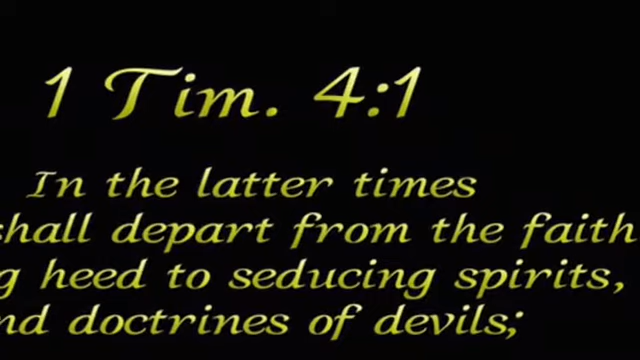 1 Tim. 4:1
In the latter times
shall depart from the faith
g heed to seducing spirits,
nd doctrines of devils;